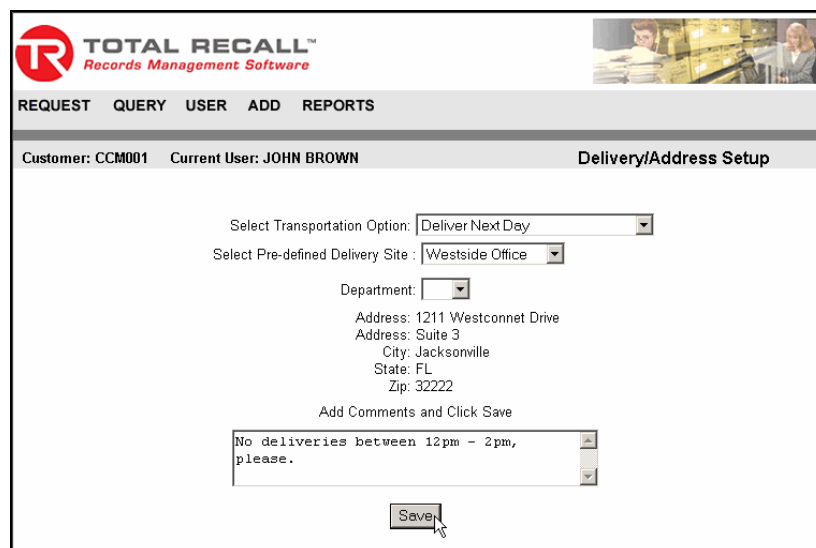 TR TOTAL RECALL™
Records Management Software
REQUEST QUERY USER ADD REPORTS
Customer: CCM001 Current User: JOHN BROWN Delivery/Address Setup
Select Transportation Option: Deliver Next Day
Select Pre-defined Delivery Site : Westside Office
Department:
Address: 1211 Westconnet Drive
Address: Suite 3
City: Jacksonville
State: FL
Zip: 32222
Add Comments and Click Save
No deliveries between 12pm - 2pm,
please.
Save